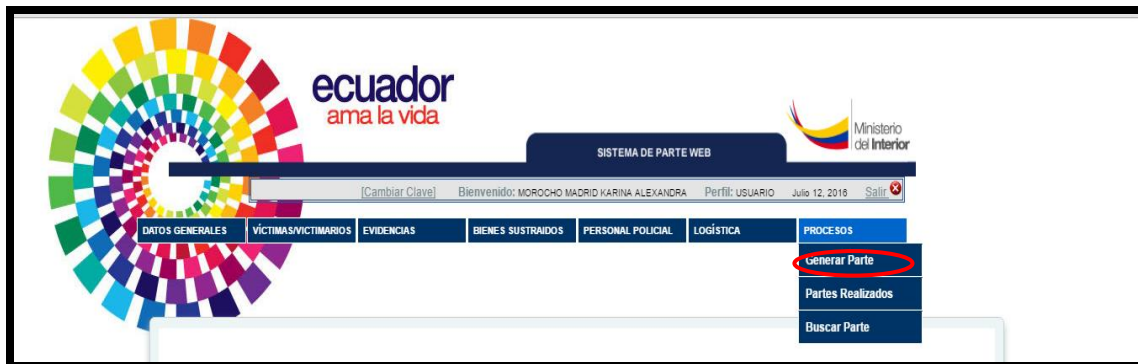 ecuador
ama la vida
Ministerio
del Interior
SISTEMA DE PARTE WEB
[Cambiar Clave] Bienvenido: MOROCHO MADRID KARINA ALEXANDRA Perfil: USUARIO Julio 12, 2016 Salir
DATOS GENERALES VÍCTIMAS/VICTIMARIOS EVIDENCIAS BIENES SUSTRAIDOS PERSONAL POLICIAL LOGÍSTICA PROCESOS
Generar Parte
Partes Realizados
Buscar Parte